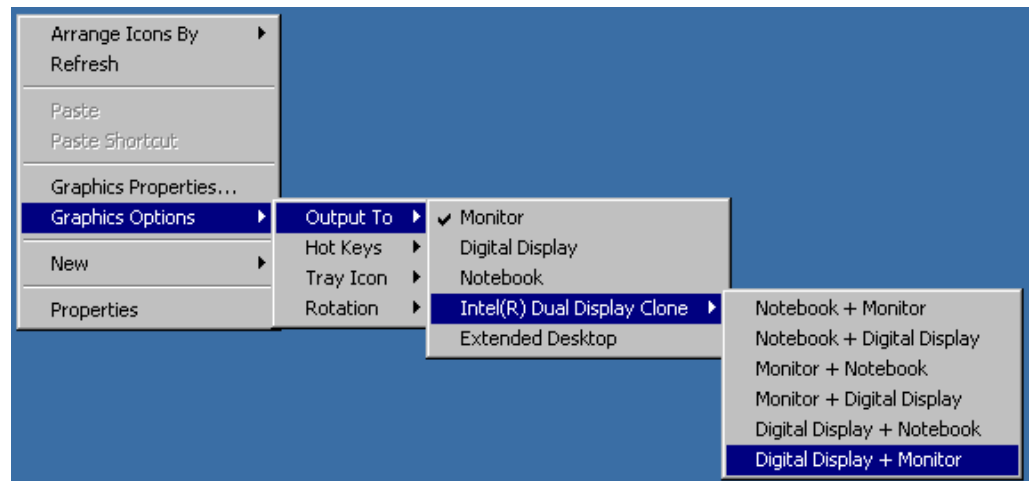 Arrange Icons By
Refresh
Paste
Paste Shortcut
Graphics Properties...
Graphics Options
New
Properties
Output To
Hot Keys
Tray Icon
Rotation
Monitor
Digital Display
Notebook
Intel(R) Dual Display Clone
Extended Desktop
Notebook + Monitor
Notebook + Digital Display
Monitor + Notebook
Monitor + Digital Display
Digital Display + Notebook
Digital Display + Monitor